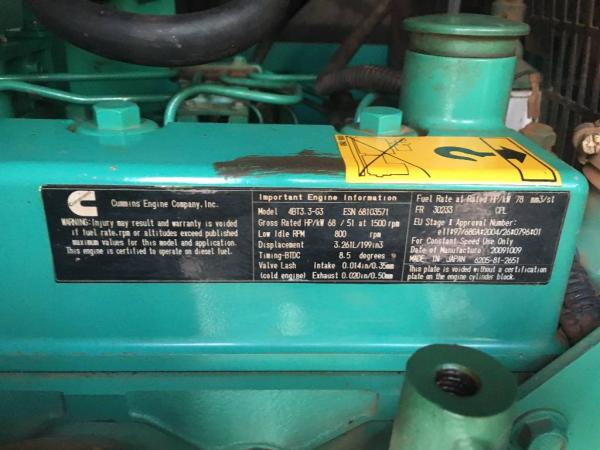 Cummins Engine Company, Inc.
WARNING: Injury may result and warranty is voided
if fuel rate,rpm or altitudes exceed published
maximum values for this model and application.
This engine is certified to operate on diesel fuel.
Important Engine Information
Model 4BT3.3-G3 ESN 68103571
Gross Rated HP/kW 68 / 51 at 1500 rpm
Low Idle RPM 800 rpm
Displacement 3.261L/199in3
Timing-BTDC 8.5 degrees
Valve Lash Intake 0.014in/0.35mm
(cold engine) Exhaust 0.020in/0.50mm
Fuel Rate at Rated HP/kW 78 mm3/st
FR 30233 CPL
EU Stage Approval Number:
e11*97/68GA*2004/26*0796*01
For Constant Speed Use Only
Date of Manufacture: 20091009
MADE IN JAPAN 6205-81-2651
This plate is voided without a certification
plate on the engine cylinder block.
?